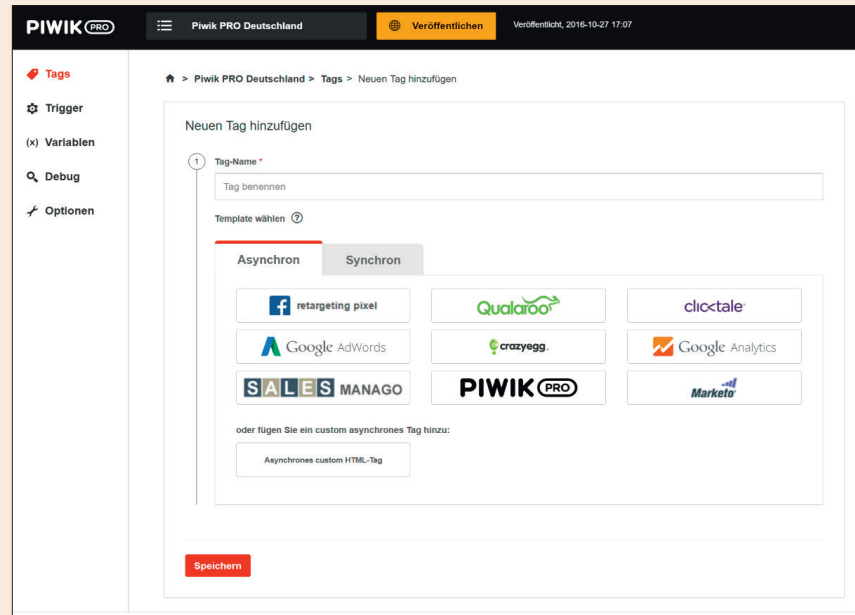 PIWIK PRO
Piwik PRO Deutschland
Veröffentlichen
Veröffentlicht, 2016-10-27 17:07
Tags
Trigger
(x) Variablen
Debug
Optionen
> Piwik PRO Deutschland > Tags > Neuen Tag hinzufügen
Neuen Tag hinzufügen
1 Tag-Name *
Tag benennen
Template wählen ?
Asynchron Synchron
f retargeting pixel
Qualaroo
clicktale
Google AdWords
crazyegg.
Google Analytics
SALES MANAGO
PIWIK PRO
Marketo
oder fügen Sie ein custom asynchrones Tag hinzu:
Asynchrones custom HTML-Tag
Speichern